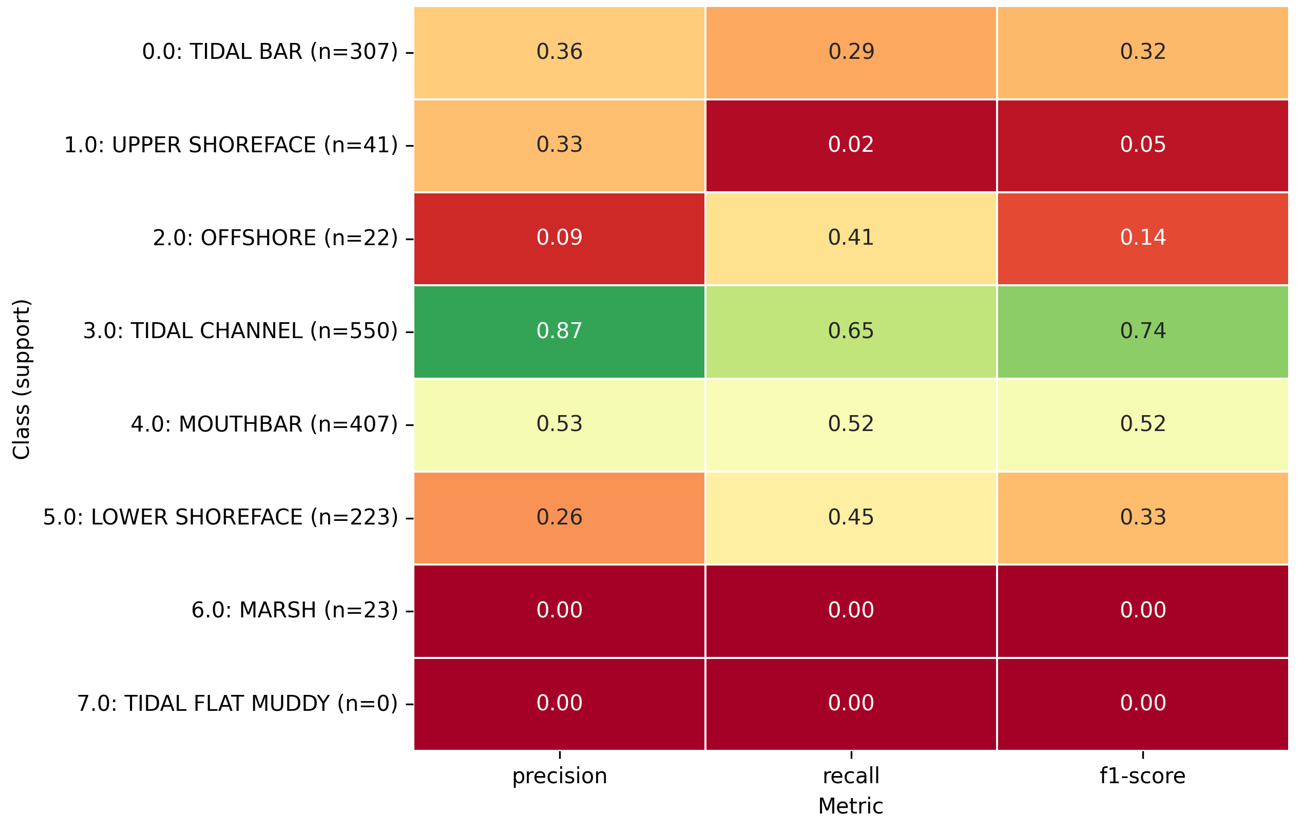 0.0: TIDAL BAR (n=307) 0.36 0.29 0.32
1.0: UPPER SHOREFACE (n=41) 0.33 0.02 0.05
2.0: OFFSHORE (n=22) 0.09 0.41 0.14
3.0: TIDAL CHANNEL (n=550) 0.87 0.65 0.74
4.0: MOUTHBAR (n=407) 0.53 0.52 0.52
5.0: LOWER SHOREFACE (n=223) 0.26 0.45 0.33
6.0: MARSH (n=23) 0.00 0.00 0.00
7.0: TIDAL FLAT MUDDY (n=0) 0.00 0.00 0.00
Class (support)
precision recall f1-score
Metric